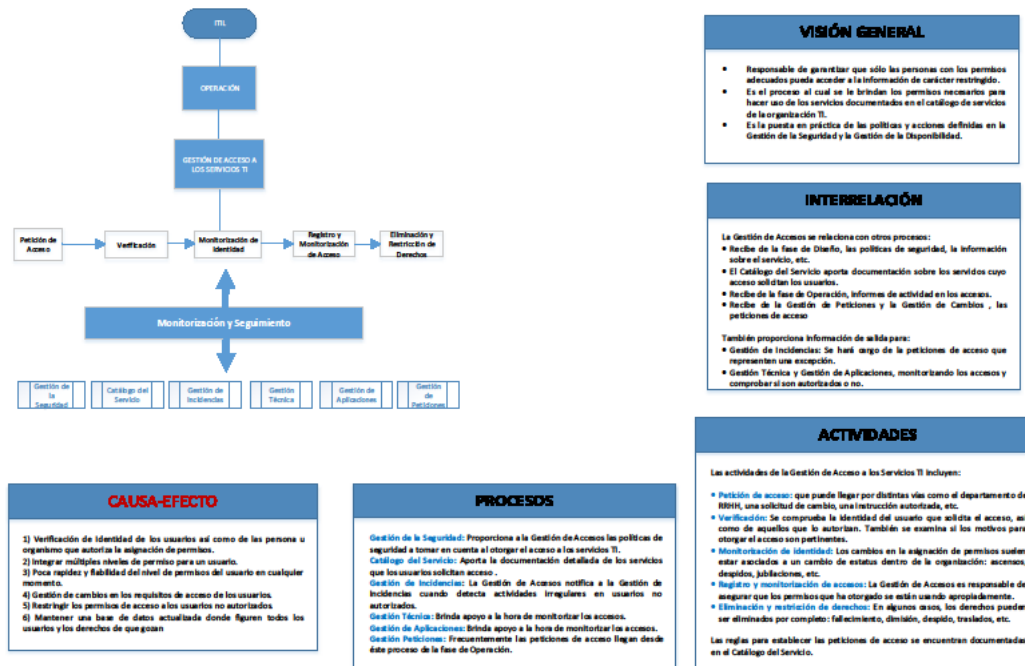 ITIL
OPERACIÓN
GESTIÓN DE ACCESO A
LOS SERVICIOS TI
Petición de
Acceso
Verificación
Monitorización de
Identidad
Registro y
Monitorización
de Acceso
Eliminación y
Restricción de
Derechos
Monitorización y Seguimiento
Gestión de
la
Seguridad
Catálogo del
Servicio
Gestión de
Incidencias
Gestión
Técnica
Gestión de
Aplicaciones
Gestión
de
Peticiones
VISIÓN GENERAL
• Responsable de garantizar que sólo las personas con los permisos
adecuados pueda acceder a la información de carácter restringido.
• Es el proceso al cual se le brindan los permisos necesarios para
hacer uso de los servicios documentados en el catálogo de servicios
de la organización TI.
• Es la puesta en práctica de las políticas y acciones definidas en la
Gestión de la Seguridad y la Gestión de la Disponibilidad.
INTERRELACIÓN
La Gestión de Accesos se relaciona con otros procesos:
• Recibe de la fase de Diseño, las políticas de seguridad, la información
sobre el servicio, etc.
• El Catálogo del Servicio aporta documentación sobre los servicios cuyo
acceso solicitan los usuarios.
• Recibe de la fase de Operación, informes de actividad en los accesos.
• Recibe de la Gestión de Peticiones y la Gestión de Cambios , las
peticiones de acceso
También proporciona información de salida para:
• Gestión de Incidencias: Se hará cargo de la peticiones de acceso que
representen una excepción.
• Gestión Técnica y Gestión de Aplicaciones, monitorizando los accesos y
comprobar si son autorizados o no.
CAUSA-EFECTO
1) Verificación de identidad de los usuarios así como de las persona u
organismo que autoriza la asignación de permisos.
2) Integrar múltiples niveles de permiso para un usuario.
3) Poca rapidez y fiabilidad del nivel de permisos del usuario en cualquier
momento.
4) Gestión de cambios en los requisitos de acceso de los usuarios.
5) Restringir los permisos de acceso a los usuarios no autorizados.
6) Mantener una base de datos actualizada donde figuren todos los
usuarios y los derechos de que gozan
PROCESOS
Gestión de la Seguridad: Proporciona a la Gestión de Accesos las políticas de
seguridad a tomar en cuenta al otorgar el acceso a los servicios TI.
Catálogo del Servicio: Aporta la documentación detallada de los servicios
que los usuarios solicitan acceso .
Gestión de Incidencias: La Gestión de Accesos notifica a la Gestión de
Incidencias cuando detecta actividades irregulares en usuarios no
autorizados.
Gestión Técnica: Brinda apoyo a la hora de monitorizar los accesos.
Gestión de Aplicaciones: Brinda apoyo a la hora de monitorizar los accesos.
Gestión Peticiones: Frecuentemente las peticiones de acceso llegan desde
éste proceso de la fase de Operación.
ACTIVIDADES
Las actividades de la Gestión de Acceso a los Servicios TI incluyen:
• Petición de acceso: que puede llegar por distintas vías como el departamento de
RRHH, una solicitud de cambio, una instrucción autorizada, etc.
• Verificación: Se comprueba la identidad del usuario que solicita el acceso, así
como de aquellos que lo autorizan. También se examina si los motivos para
otorgar el acceso son pertinentes.
• Monitorización de identidad: Los cambios en la asignación de permisos suelen
estar asociados a un cambio de estatus dentro de la organización: ascensos,
despidos, jubilaciones, etc.
• Registro y monitorización de accesos: La Gestión de Accesos es responsable de
asegurar que los permisos que ha otorgado se están usando apropiadamente.
• Eliminación y restricción de derechos: En algunos casos, los derechos pueden
ser eliminados por completo: fallecimiento, dimisión, despido, traslados, etc.
Las reglas para establecer las peticiones de acceso se encuentran documentadas
en el Catálogo del Servicio.